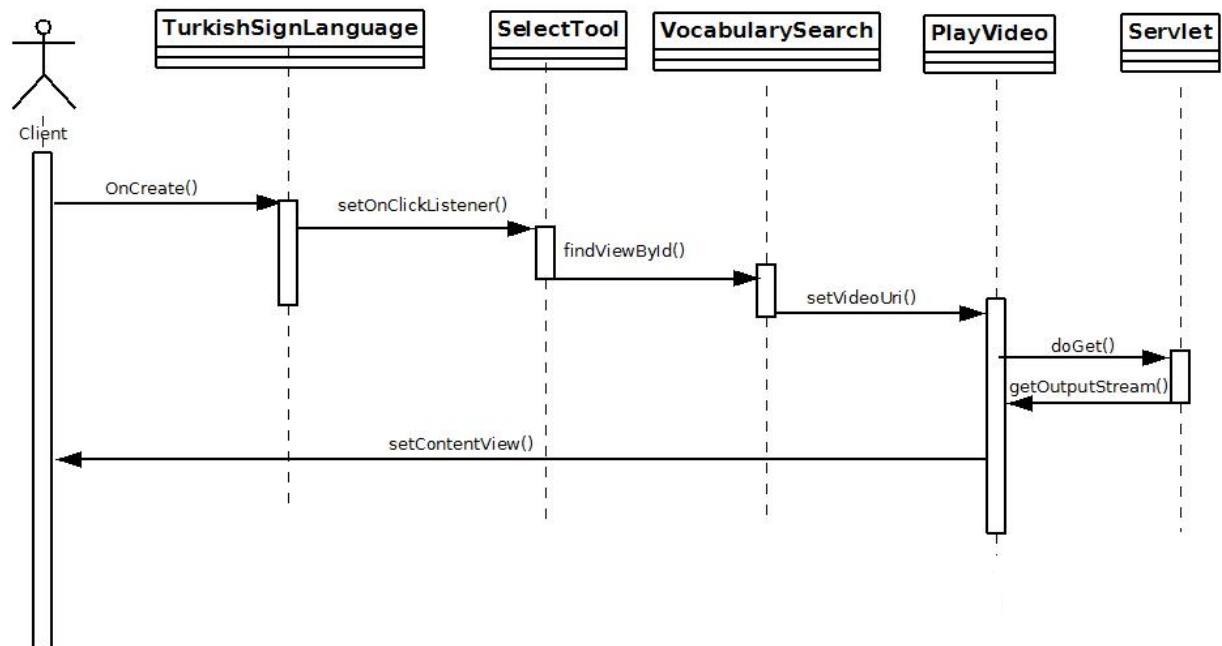 TurkishSignLanguage
SelectTool
VocabularySearch
PlayVideo
Servlet
Client
OnCreate()
setOnClickListener()
findViewById()
setVideoUri()
doGet()
getOutputStream()
setContentView()